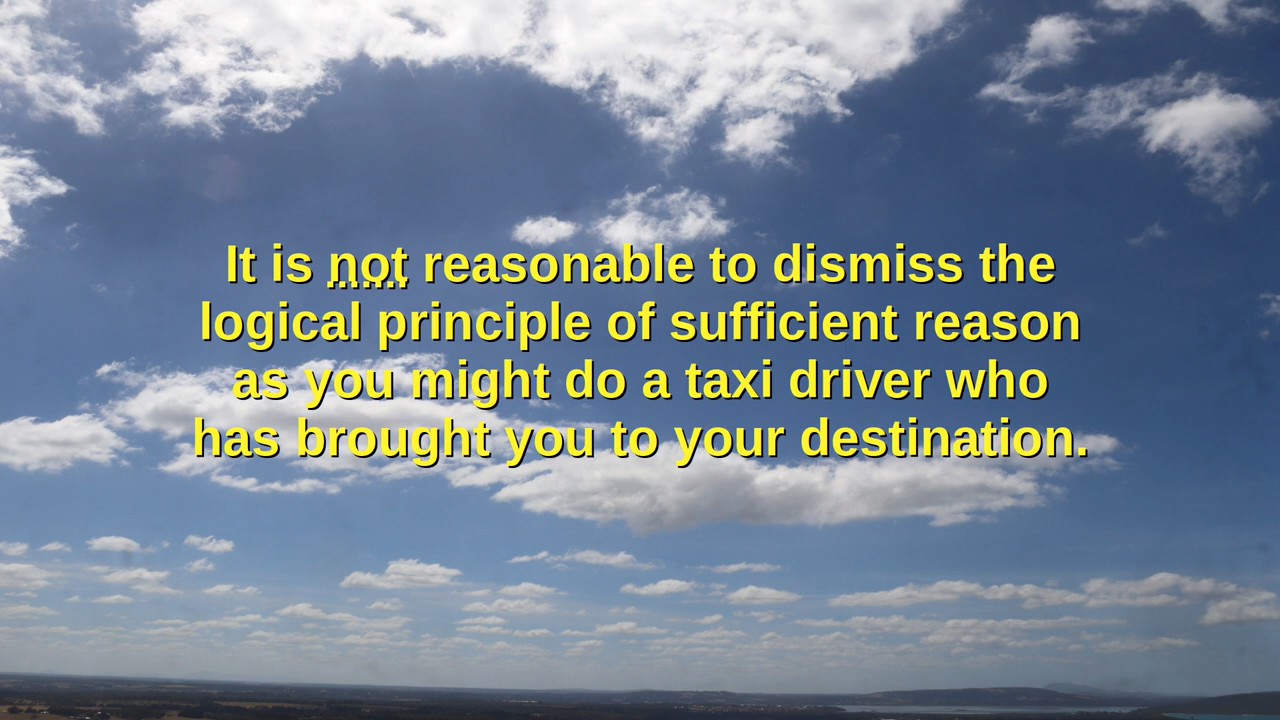 It is not reasonable to dismiss the
logical principle of sufficient reason
as you might do a taxi driver who
has brought you to your destination.